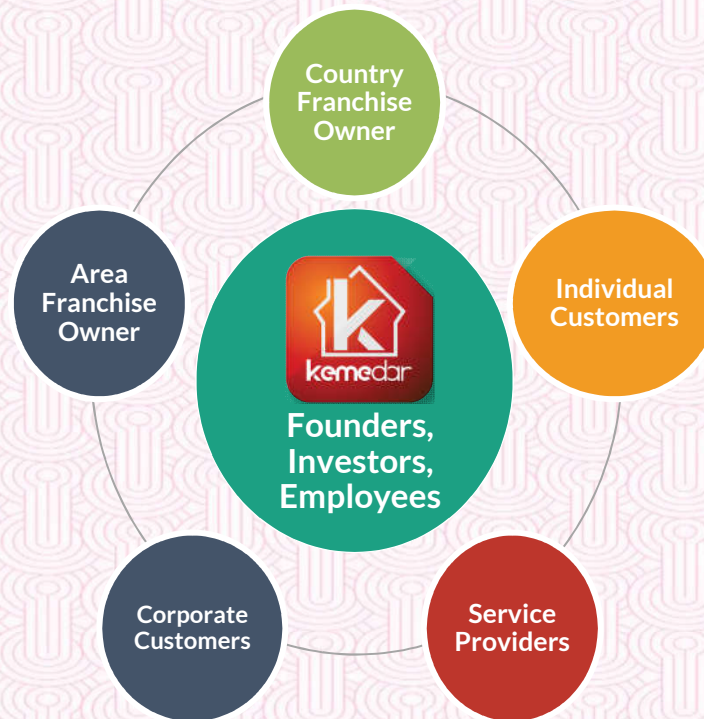 Country
Franchise
Owner
Area
Franchise
Owner
Individual
Customers
kemedar
Founders,
Investors,
Employees
Corporate
Customers
Service
Providers